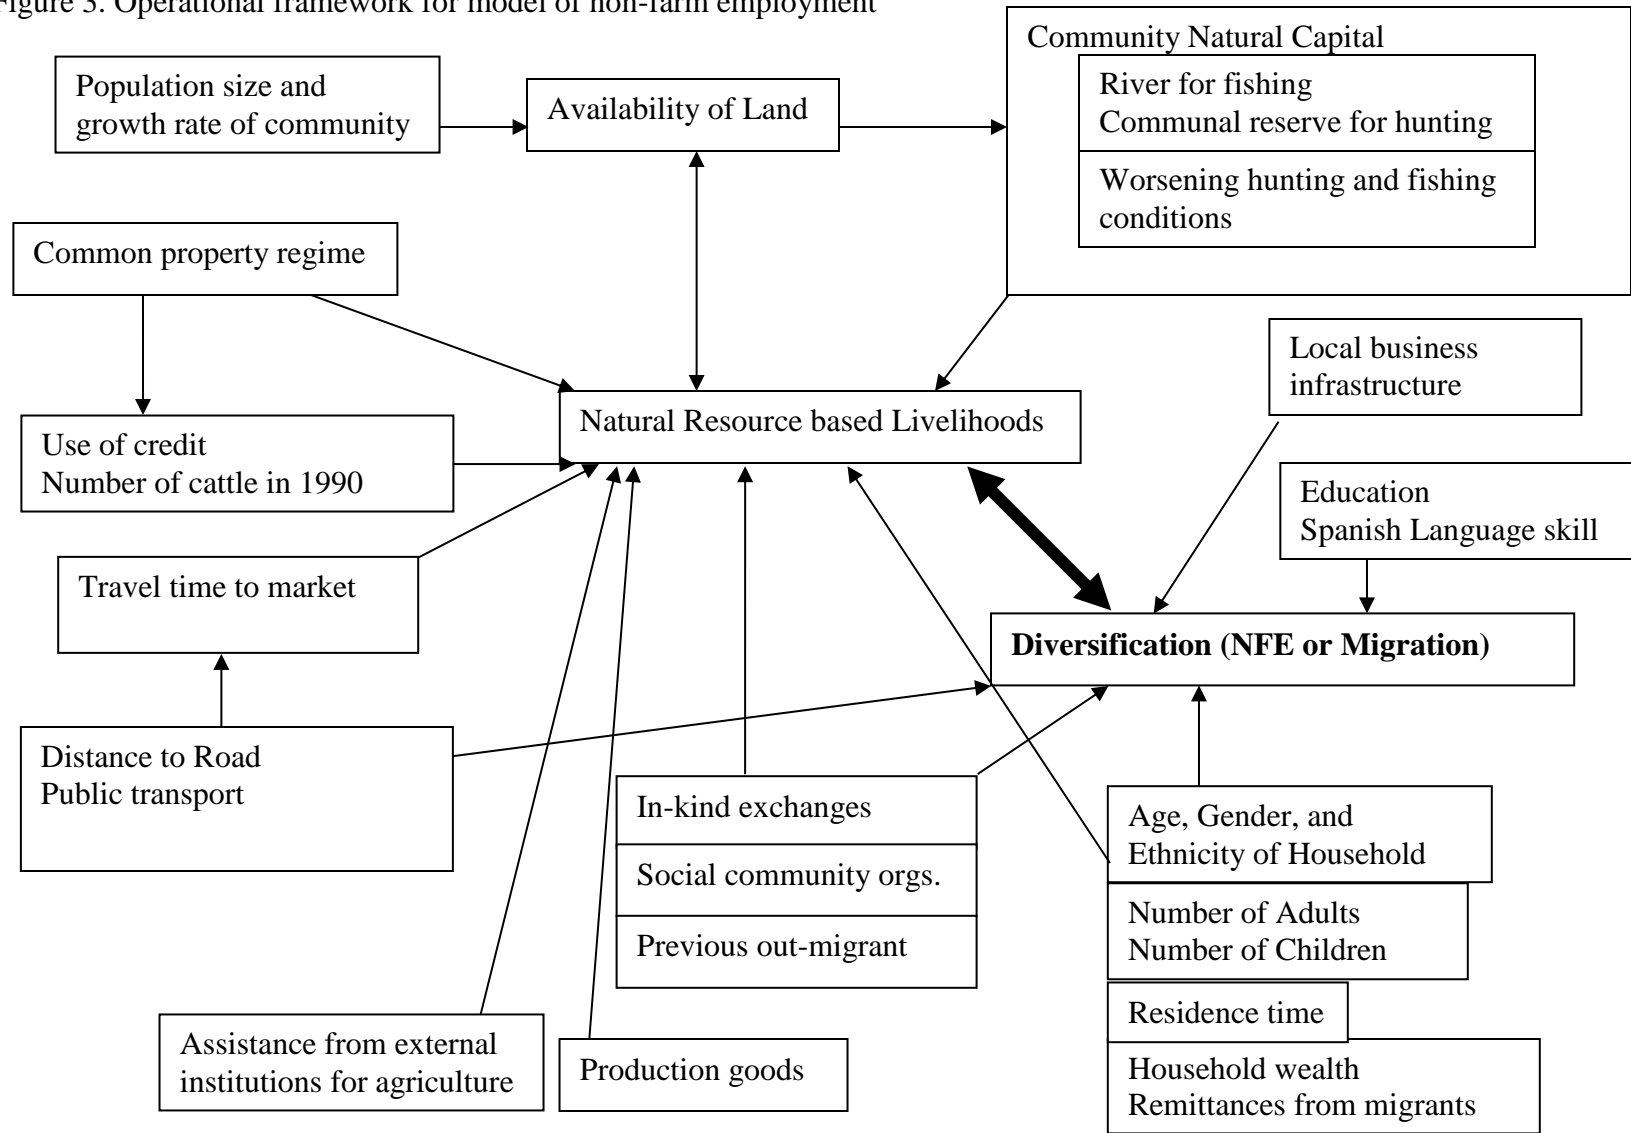 Figure 3. Operational framework for model of non-farm employment
Community Natural Capital
Population size and
growth rate of community
Availability of Land
River for fishing
Communal reserve for hunting
Worsening hunting and fishing
conditions
Common property regime
Local business
infrastructure
Natural Resource based Livelihoods
Use of credit
Number of cattle in 1990
Education
Spanish Language skill
Travel time to market
Diversification (NFE or Migration)
Distance to Road
Public transport
In-kind exchanges
Social community orgs.
Previous out-migrant
Age, Gender, and
Ethnicity of Household
Number of Adults
Number of Children
Residence time
Household wealth
Remittances from migrants
Assistance from external
institutions for agriculture
Production goods